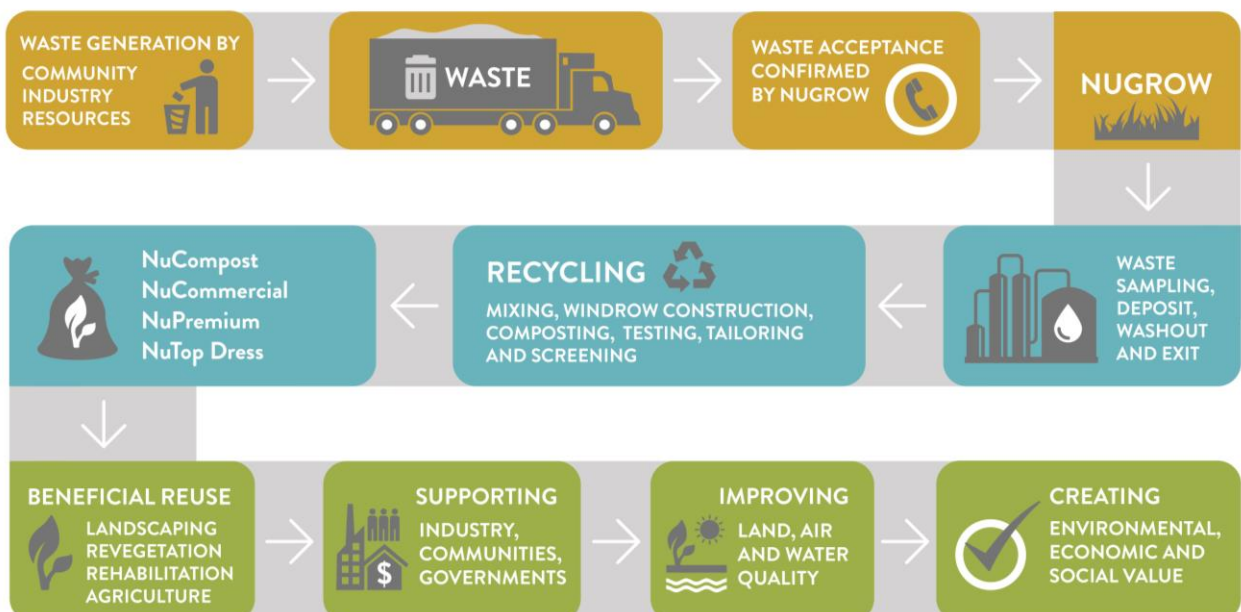 WASTE GENERATION BY
COMMUNITY
INDUSTRY
RESOURCES
WASTE
WASTE ACCEPTANCE
CONFIRMED
BY NUGROW
NUGROW
WASTE
SAMPLING,
DEPOSIT,
WASHOUT
AND EXIT
RECYCLING
MIXING, WINDROW CONSTRUCTION,
COMPOSTING, TESTING, TAILORING
AND SCREENING
NuCompost
NuCommercial
NuPremium
NuTop Dress
BENEFICIAL REUSE
LANDSCAPING
REVEGETATION
REHABILITATION
AGRICULTURE
SUPPORTING
INDUSTRY,
COMMUNITIES,
GOVERNMENTS
$
IMPROVING
LAND, AIR
AND WATER
QUALITY
CREATING
ENVIRONMENTAL,
ECONOMIC AND
SOCIAL VALUE